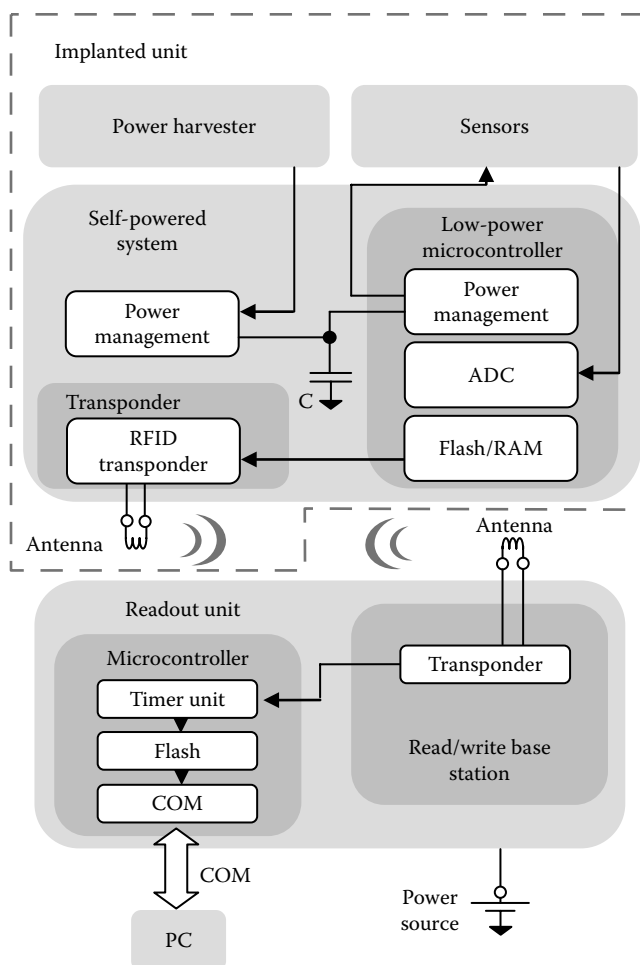 Implanted unit
Power harvester
Sensors
Self-powered
system
Low-power
microcontroller
Power
management
Power
management
ADC
C
Transponder
RFID
transponder
Flash/RAM
Antenna
Antenna
Readout unit
Microcontroller
Transponder
Timer unit
Flash
Read/write base
station
COM
COM
Power
source
PC